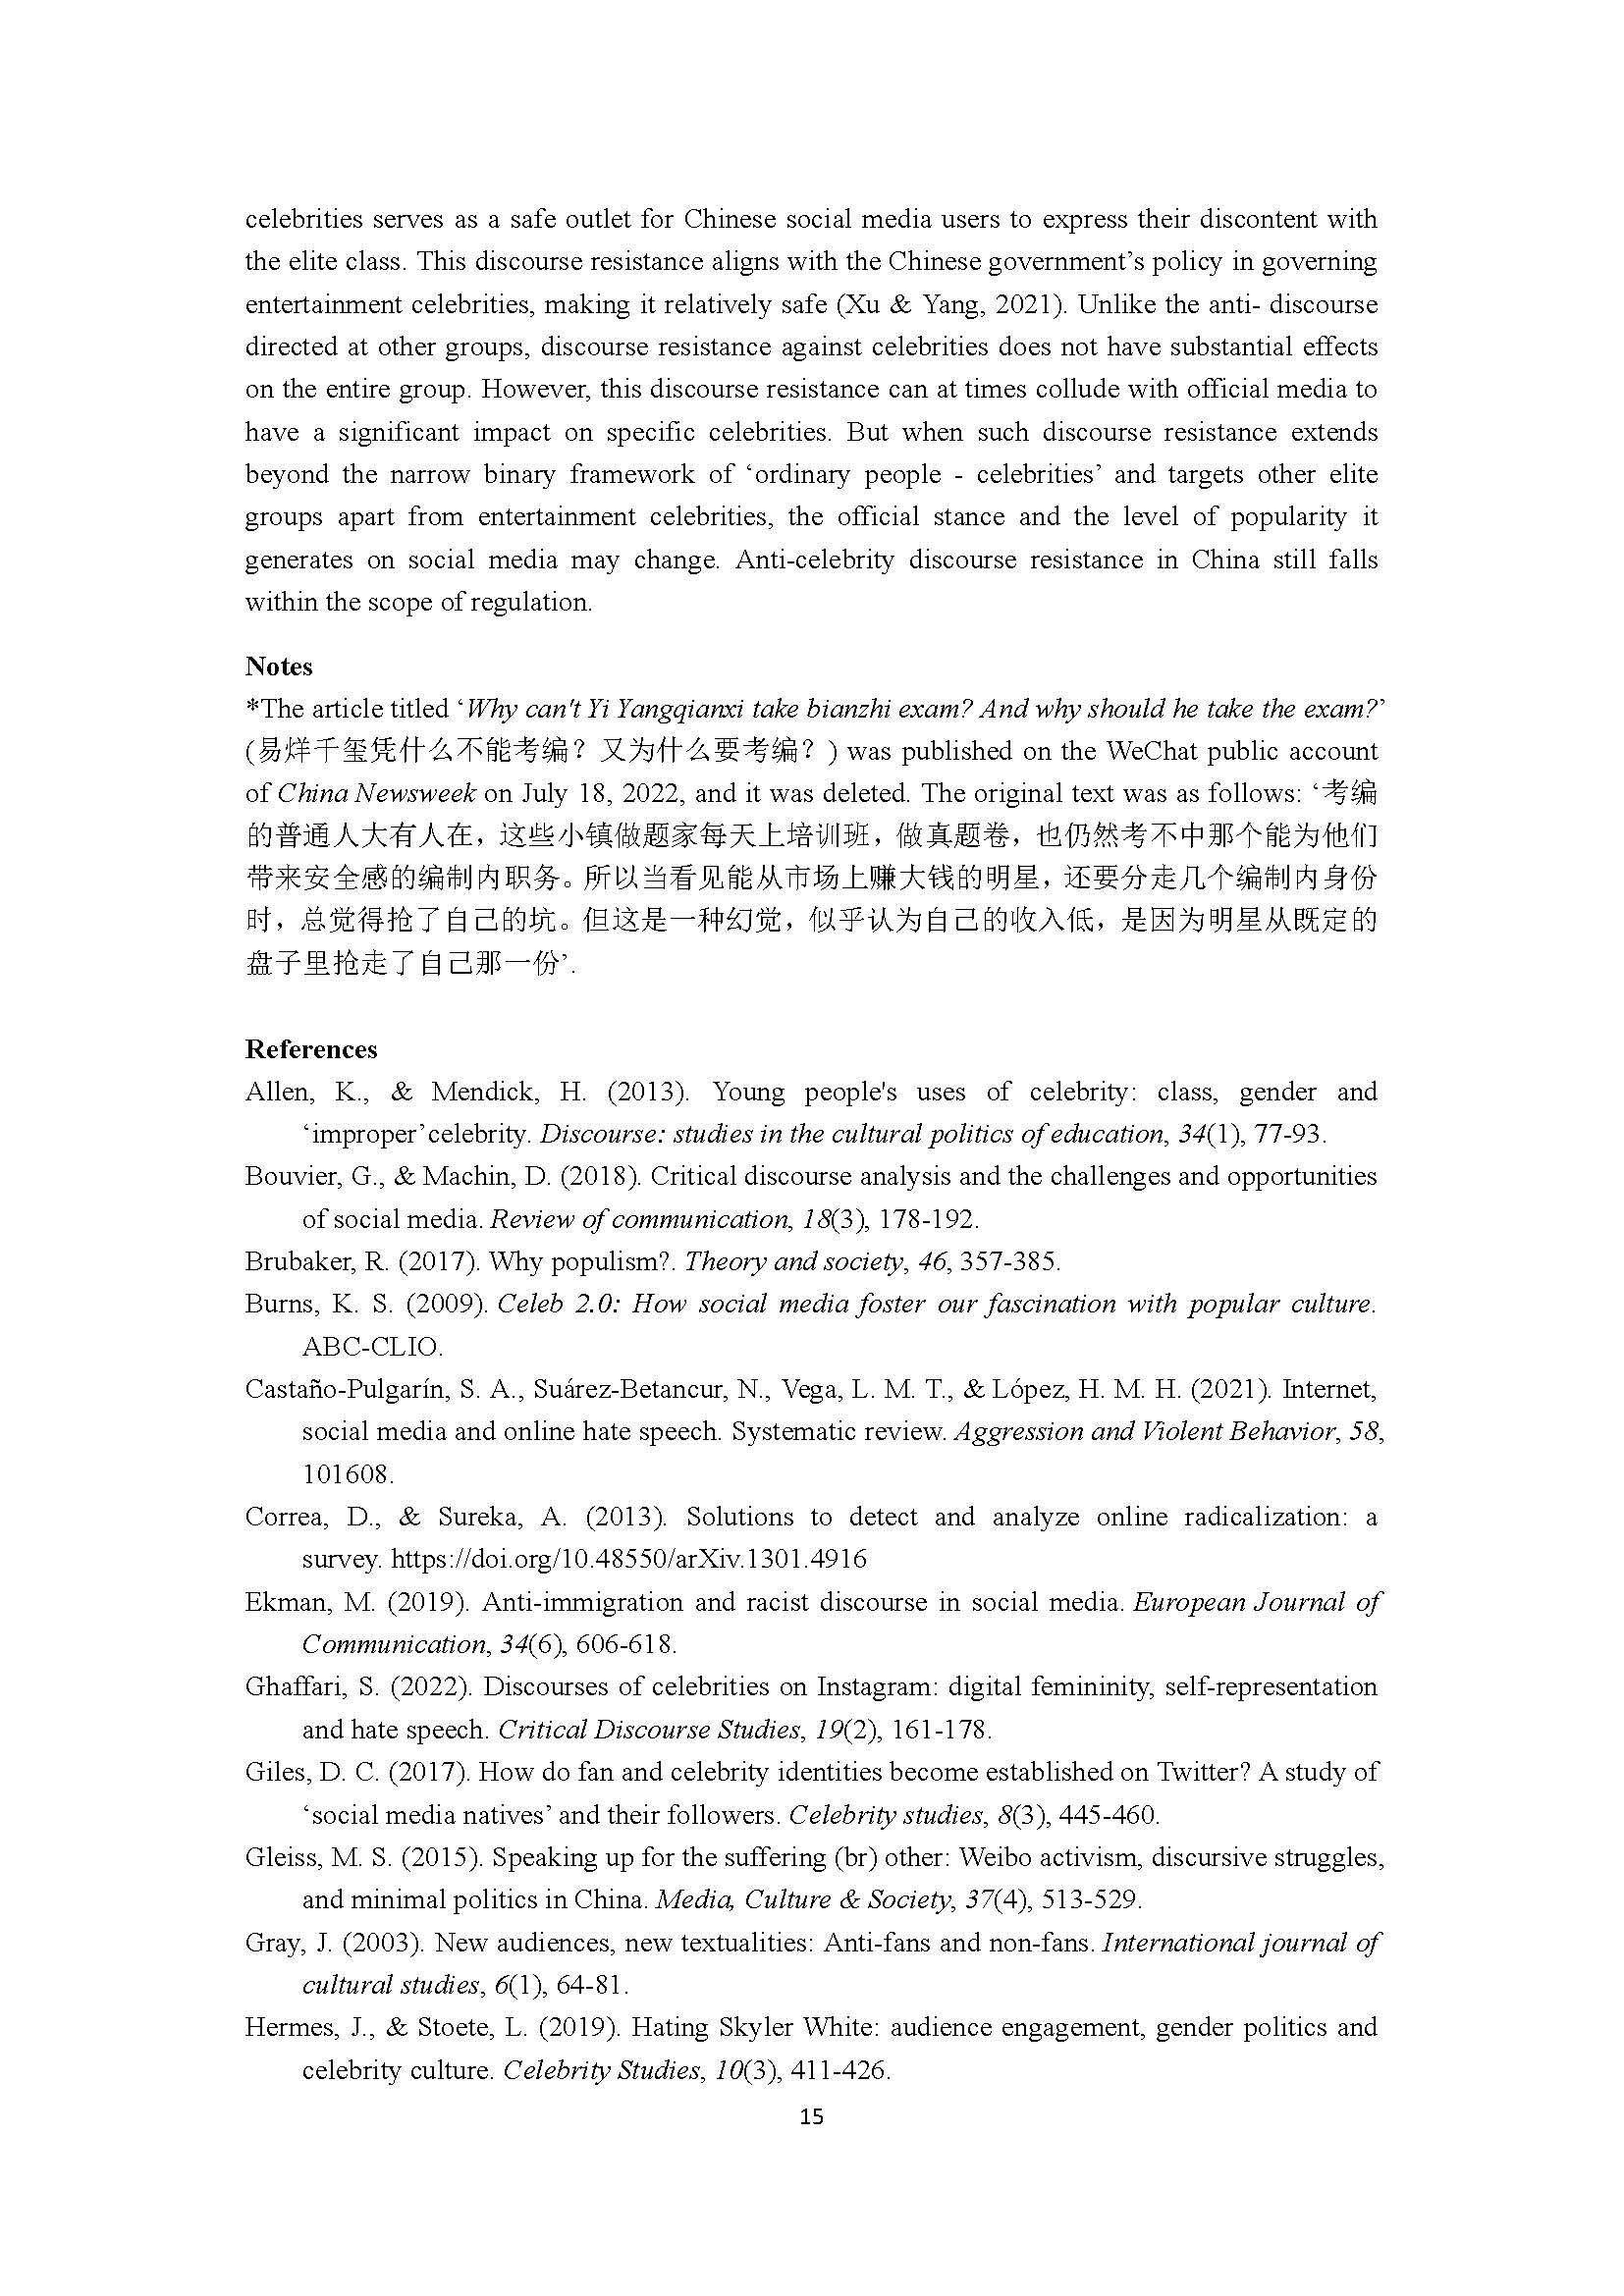 celebrities serves as a safe outlet for Chinese social media users to express their discontent with
the elite class. This discourse resistance aligns with the Chinese government’s policy in governing
entertainment celebrities, making it relatively safe (Xu & Yang, 2021). Unlike the anti- discourse
directed at other groups, discourse resistance against celebrities does not have substantial effects
on the entire group. However, this discourse resistance can at times collude with official media to
have a significant impact on specific celebrities. But when such discourse resistance extends
beyond the narrow binary framework of ‘ordinary people - celebrities’ and targets other elite
groups apart from entertainment celebrities, the official stance and the level of popularity it
generates on social media may change. Anti-celebrity discourse resistance in China still falls
within the scope of regulation.
Notes
*The article titled ‘Why can't Yi Yangqianxi take bianzhi exam? And why should he take the exam?’
(易烊千玺凭什么不能考编？又为什么要考编？) was published on the WeChat public account
of China Newsweek on July 18, 2022, and it was deleted. The original text was as follows: ‘考编
的普通人大有人在，这些小镇做题家每天上培训班，做真题卷，也仍然考不中那个能为他们
带来安全感的编制内职务。所以当看见能从市场上赚大钱的明星，还要分走几个编制内身份
时，总觉得抢了自己的坑。但这是一种幻觉，似乎认为自己的收入低，是因为明星从既定的
盘子里抢走了自己那一份’.
References
Allen, K., & Mendick, H. (2013). Young people's uses of celebrity: class, gender and
‘improper’celebrity. Discourse: studies in the cultural politics of education, 34(1), 77-93.
Bouvier, G., & Machin, D. (2018). Critical discourse analysis and the challenges and opportunities
of social media. Review of communication, 18(3), 178-192.
Brubaker, R. (2017). Why populism?. Theory and society, 46, 357-385.
Burns, K. S. (2009). Celeb 2.0: How social media foster our fascination with popular culture.
ABC-CLIO.
Castaño-Pulgarín, S. A., Suárez-Betancur, N., Vega, L. M. T., & López, H. M. H. (2021). Internet,
social media and online hate speech. Systematic review. Aggression and Violent Behavior, 58,
101608.
Correa, D., & Sureka, A. (2013). Solutions to detect and analyze online radicalization: a
survey. https://doi.org/10.48550/arXiv.1301.4916
Ekman, M. (2019). Anti-immigration and racist discourse in social media. European Journal of
Communication, 34(6), 606-618.
Ghaffari, S. (2022). Discourses of celebrities on Instagram: digital femininity, self-representation
and hate speech. Critical Discourse Studies, 19(2), 161-178.
Giles, D. C. (2017). How do fan and celebrity identities become established on Twitter? A study of
‘social media natives’ and their followers. Celebrity studies, 8(3), 445-460.
Gleiss, M. S. (2015). Speaking up for the suffering (br) other: Weibo activism, discursive struggles,
and minimal politics in China. Media, Culture & Society, 37(4), 513-529.
Gray, J. (2003). New audiences, new textualities: Anti-fans and non-fans. International journal of
cultural studies, 6(1), 64-81.
Hermes, J., & Stoete, L. (2019). Hating Skyler White: audience engagement, gender politics and
celebrity culture. Celebrity Studies, 10(3), 411-426.
15